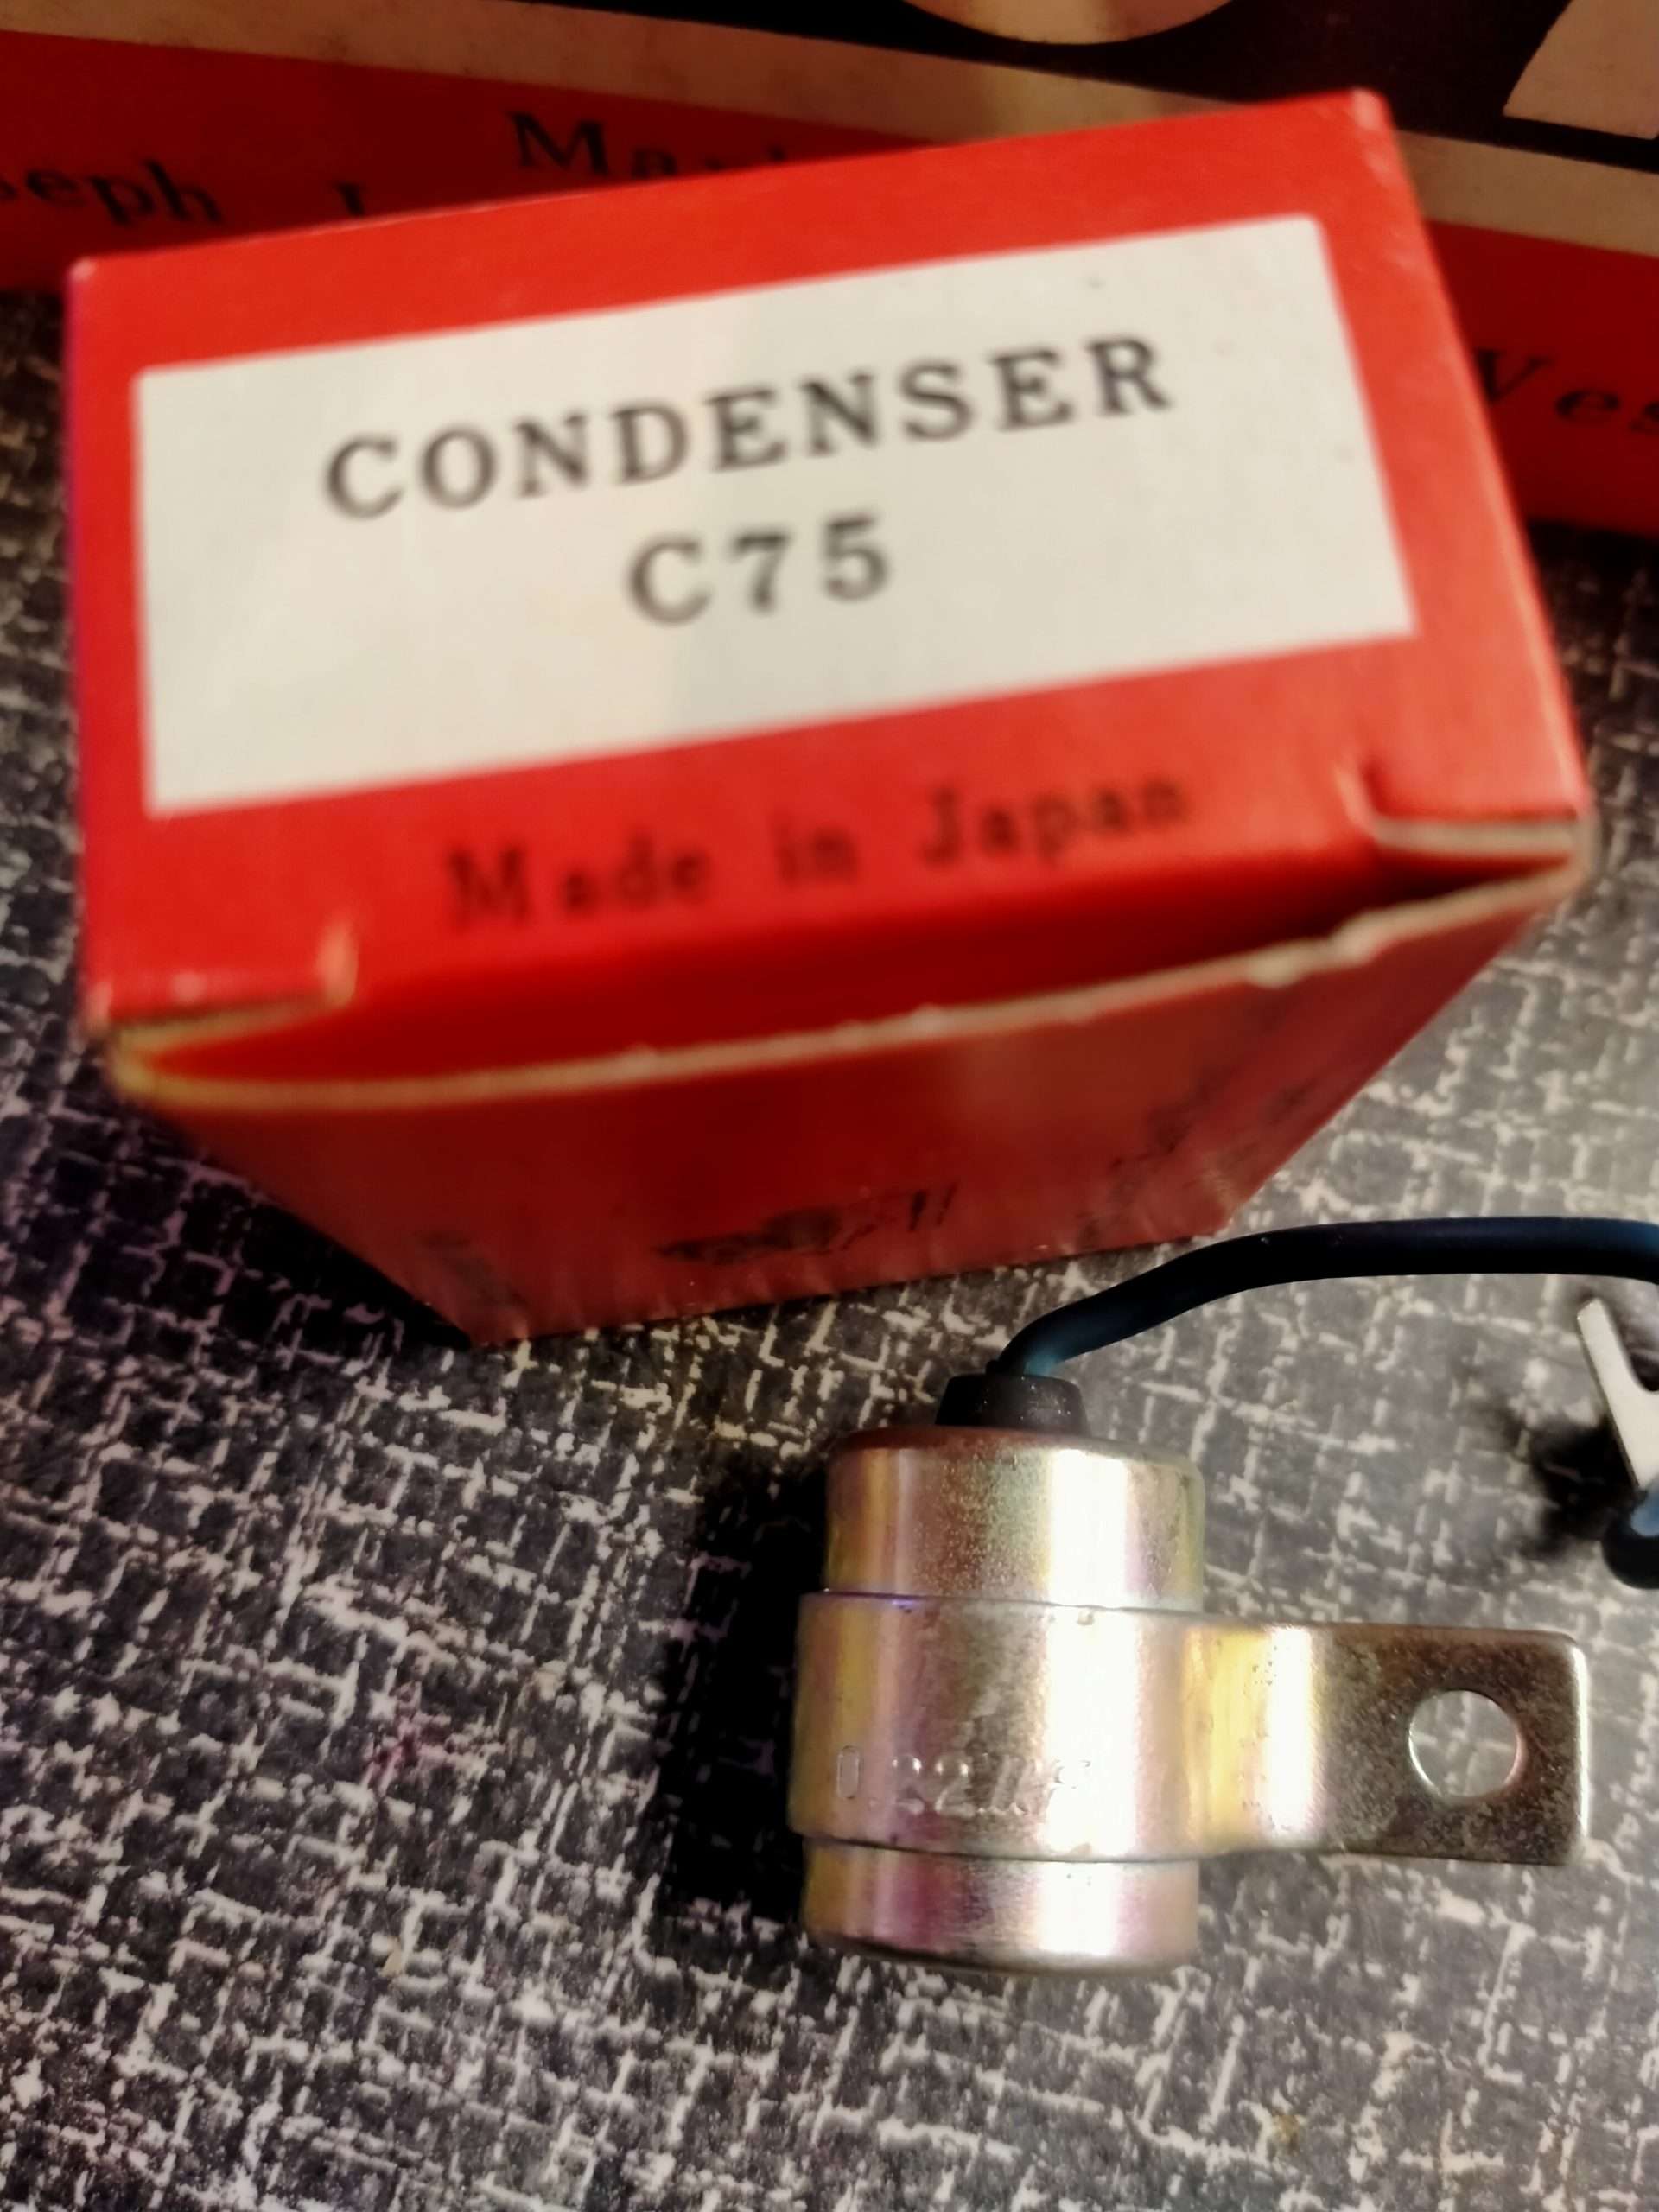 CONDENSER
C75
Made in Japan
0.22μF